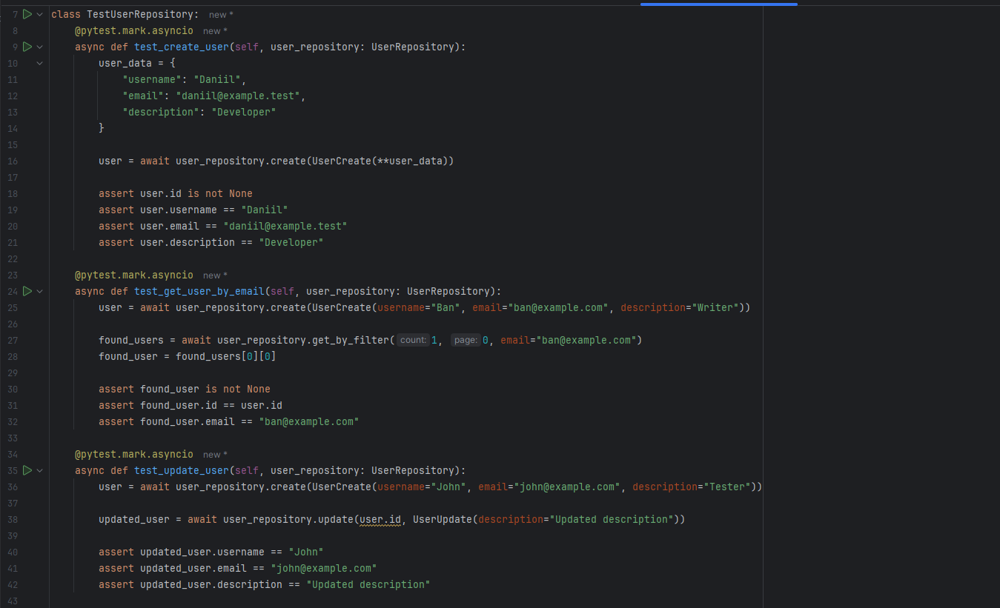 7 class TestUserRepository: new *
8 @pytest.mark.asyncio new *
9 async def test_create_user(self, user_repository: UserRepository):
10 user_data = {
11 "username": "Daniil",
12 "email": "daniil@example.test",
13 "description": "Developer"
14 }
15
16 user = await user_repository.create(UserCreate(**user_data))
17
18 assert user.id is not None
19 assert user.username == "Daniil"
20 assert user.email == "daniil@example.test"
21 assert user.description == "Developer"
22
23 @pytest.mark.asyncio new *
24 async def test_get_user_by_email(self, user_repository: UserRepository):
25 user = await user_repository.create(UserCreate(username="Ban", email="ban@example.com", description="Writer"))
26
27 found_users = await user_repository.get_by_filter( count: 1, page: 0, email="ban@example.com")
28 found_user = found_users[0][0]
29
30 assert found_user is not None
31 assert found_user.id == user.id
32 assert found_user.email == "ban@example.com"
33
34 @pytest.mark.asyncio new *
35 async def test_update_user(self, user_repository: UserRepository):
36 user = await user_repository.create(UserCreate(username="John", email="john@example.com", description="Tester"))
37
38 updated_user = await user_repository.update(user.id, UserUpdate(description="Updated description"))
39
40 assert updated_user.username == "John"
41 assert updated_user.email == "john@example.com"
42 assert updated_user.description == "Updated description"
43